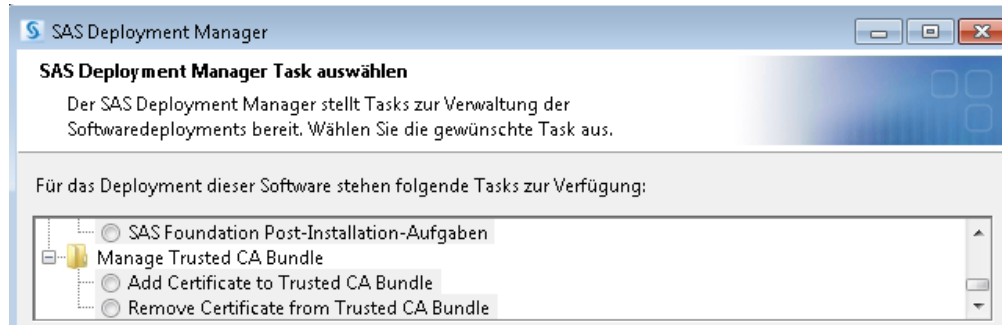 SAS Deployment Manager
SAS Deployment Manager Task auswählen
Der SAS Deployment Manager stellt Tasks zur Verwaltung der
Softwaredeployments bereit. Wählen Sie die gewünschte Task aus.
Für das Deployment dieser Software stehen folgende Tasks zur Verfügung:
SAS Foundation Post-Installation-Aufgaben
Manage Trusted CA Bundle
Add Certificate to Trusted CA Bundle
Remove Certificate from Trusted CA Bundle